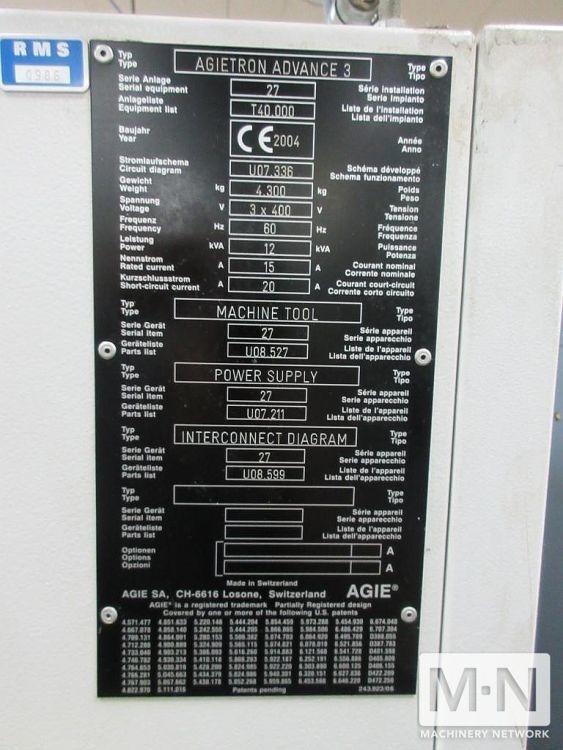 RMS
0986
Typ AGIETRON ADVANCE 3 Type
Type Tipo
Serie Anlage 27 Série installation
Serial equipment Serie Impianto
Anlageliste T40.000 Liste de l'installation
Equipment list Lista dell'impianto
Baujahr CE 2004 Année
Year Anno
Stromlaufschema U07.336 Schéma développé
Circuit diagram Schema funzionamento
Gewicht kg 4.300 kg Poids
Weight Peso
Spannung V 3 x 400 V Tension
Voltage Tensione
Frequenz Hz 60 Hz Fréquence
Frequency Frequenza
Leistung kVA 12 kVA Puissance
Power Potenza
Nennstrom A 15 A Courant nominal
Rated current Corrente nominale
Kurzschlussstrom A 20 A Courant court-circuit
Short-circuit current Corrente corto circuito
Typ MACHINE TOOL Type
Type Tipo
Serie Gerät 27 Série appareil
Serial item Serie apparecchio
Geräteliste U08.527 Liste de l'appareil
Parts list Lista dell'apparecchio
Typ POWER SUPPLY Type
Type Tipo
Serie Gerät 27 Série appareil
Serial item Serie apparecchio
Geräteliste U07.211 Liste de l'appareil
Parts list Lista dell'apparecchio
Typ INTERCONNECT DIAGRAM Type
Type Tipo
Serie Gerät 27 Série appareil
Serial item Serie apparecchio
Geräteliste U08.599 Liste de l'appareil
Parts list Lista dell'apparecchio
Typ Type
Type Tipo
Serie Gerät Série appareil
Serial item Serie apparecchio
Geräteliste Liste de l'appareil
Parts list Lista dell'apparecchio
Optionen A
Options
Opzioni A
Made in Switzerland
AGIE SA, CH-6616 Losone, Switzerland AGIE®
AGIE® is a registered trademark Partially Registered design
Covered by one or more of the following U.S. patents
4.571.477
Patents pending
M·N
MACHINERY NETWORK